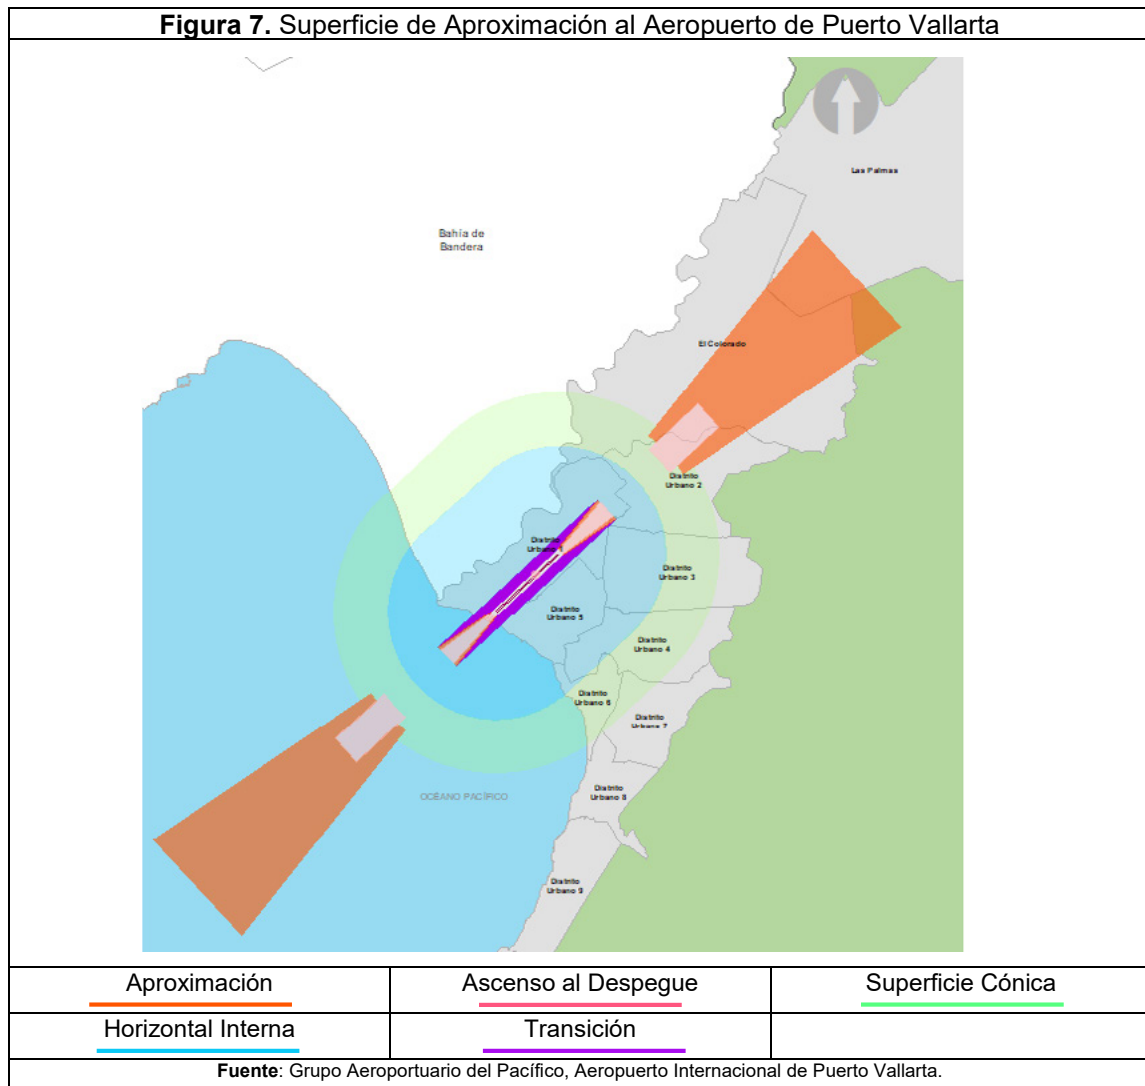 Figura 7. Superficie de Aproximación al Aeropuerto de Puerto Vallarta
Las Palmas
Bahía de
Bandera
El Colorado
Distrito
Urbano 2
Distrito
Urbano 1
Distrito
Urbano 3
Distrito
Urbano 5
Distrito
Urbano 4
Distrito
Urbano 6
Distrito
Urbano 7
Distrito
Urbano 8
OCÉANO PACÍFICO
Distrito
Urbano 9
Aproximación
Ascenso al Despegue
Superficie Cónica
Horizontal Interna
Transición
Fuente: Grupo Aeroportuario del Pacífico, Aeropuerto Internacional de Puerto Vallarta.